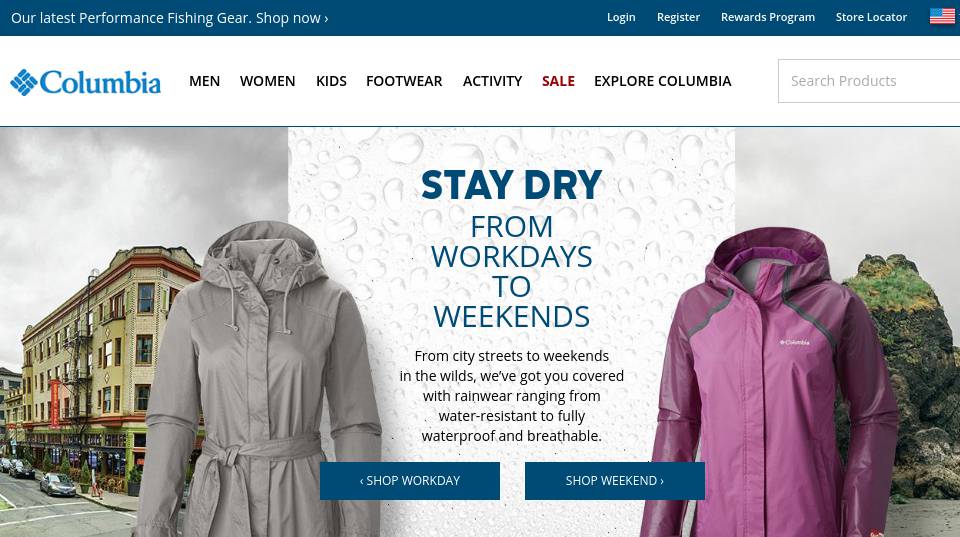 Our latest Performance Fishing Gear. Shop now ›
Login Register Rewards Program Store Locator
Columbia
MEN WOMEN KIDS FOOTWEAR ACTIVITY SALE EXPLORE COLUMBIA
Search Products
STAY DRY
FROM
WORKDAYS
TO
WEEKENDS
Columbia
From city streets to weekends
in the wilds, we’ve got you covered
with rainwear ranging from
water-resistant to fully
waterproof and breathable.
‹ SHOP WORKDAY
SHOP WEEKEND ›